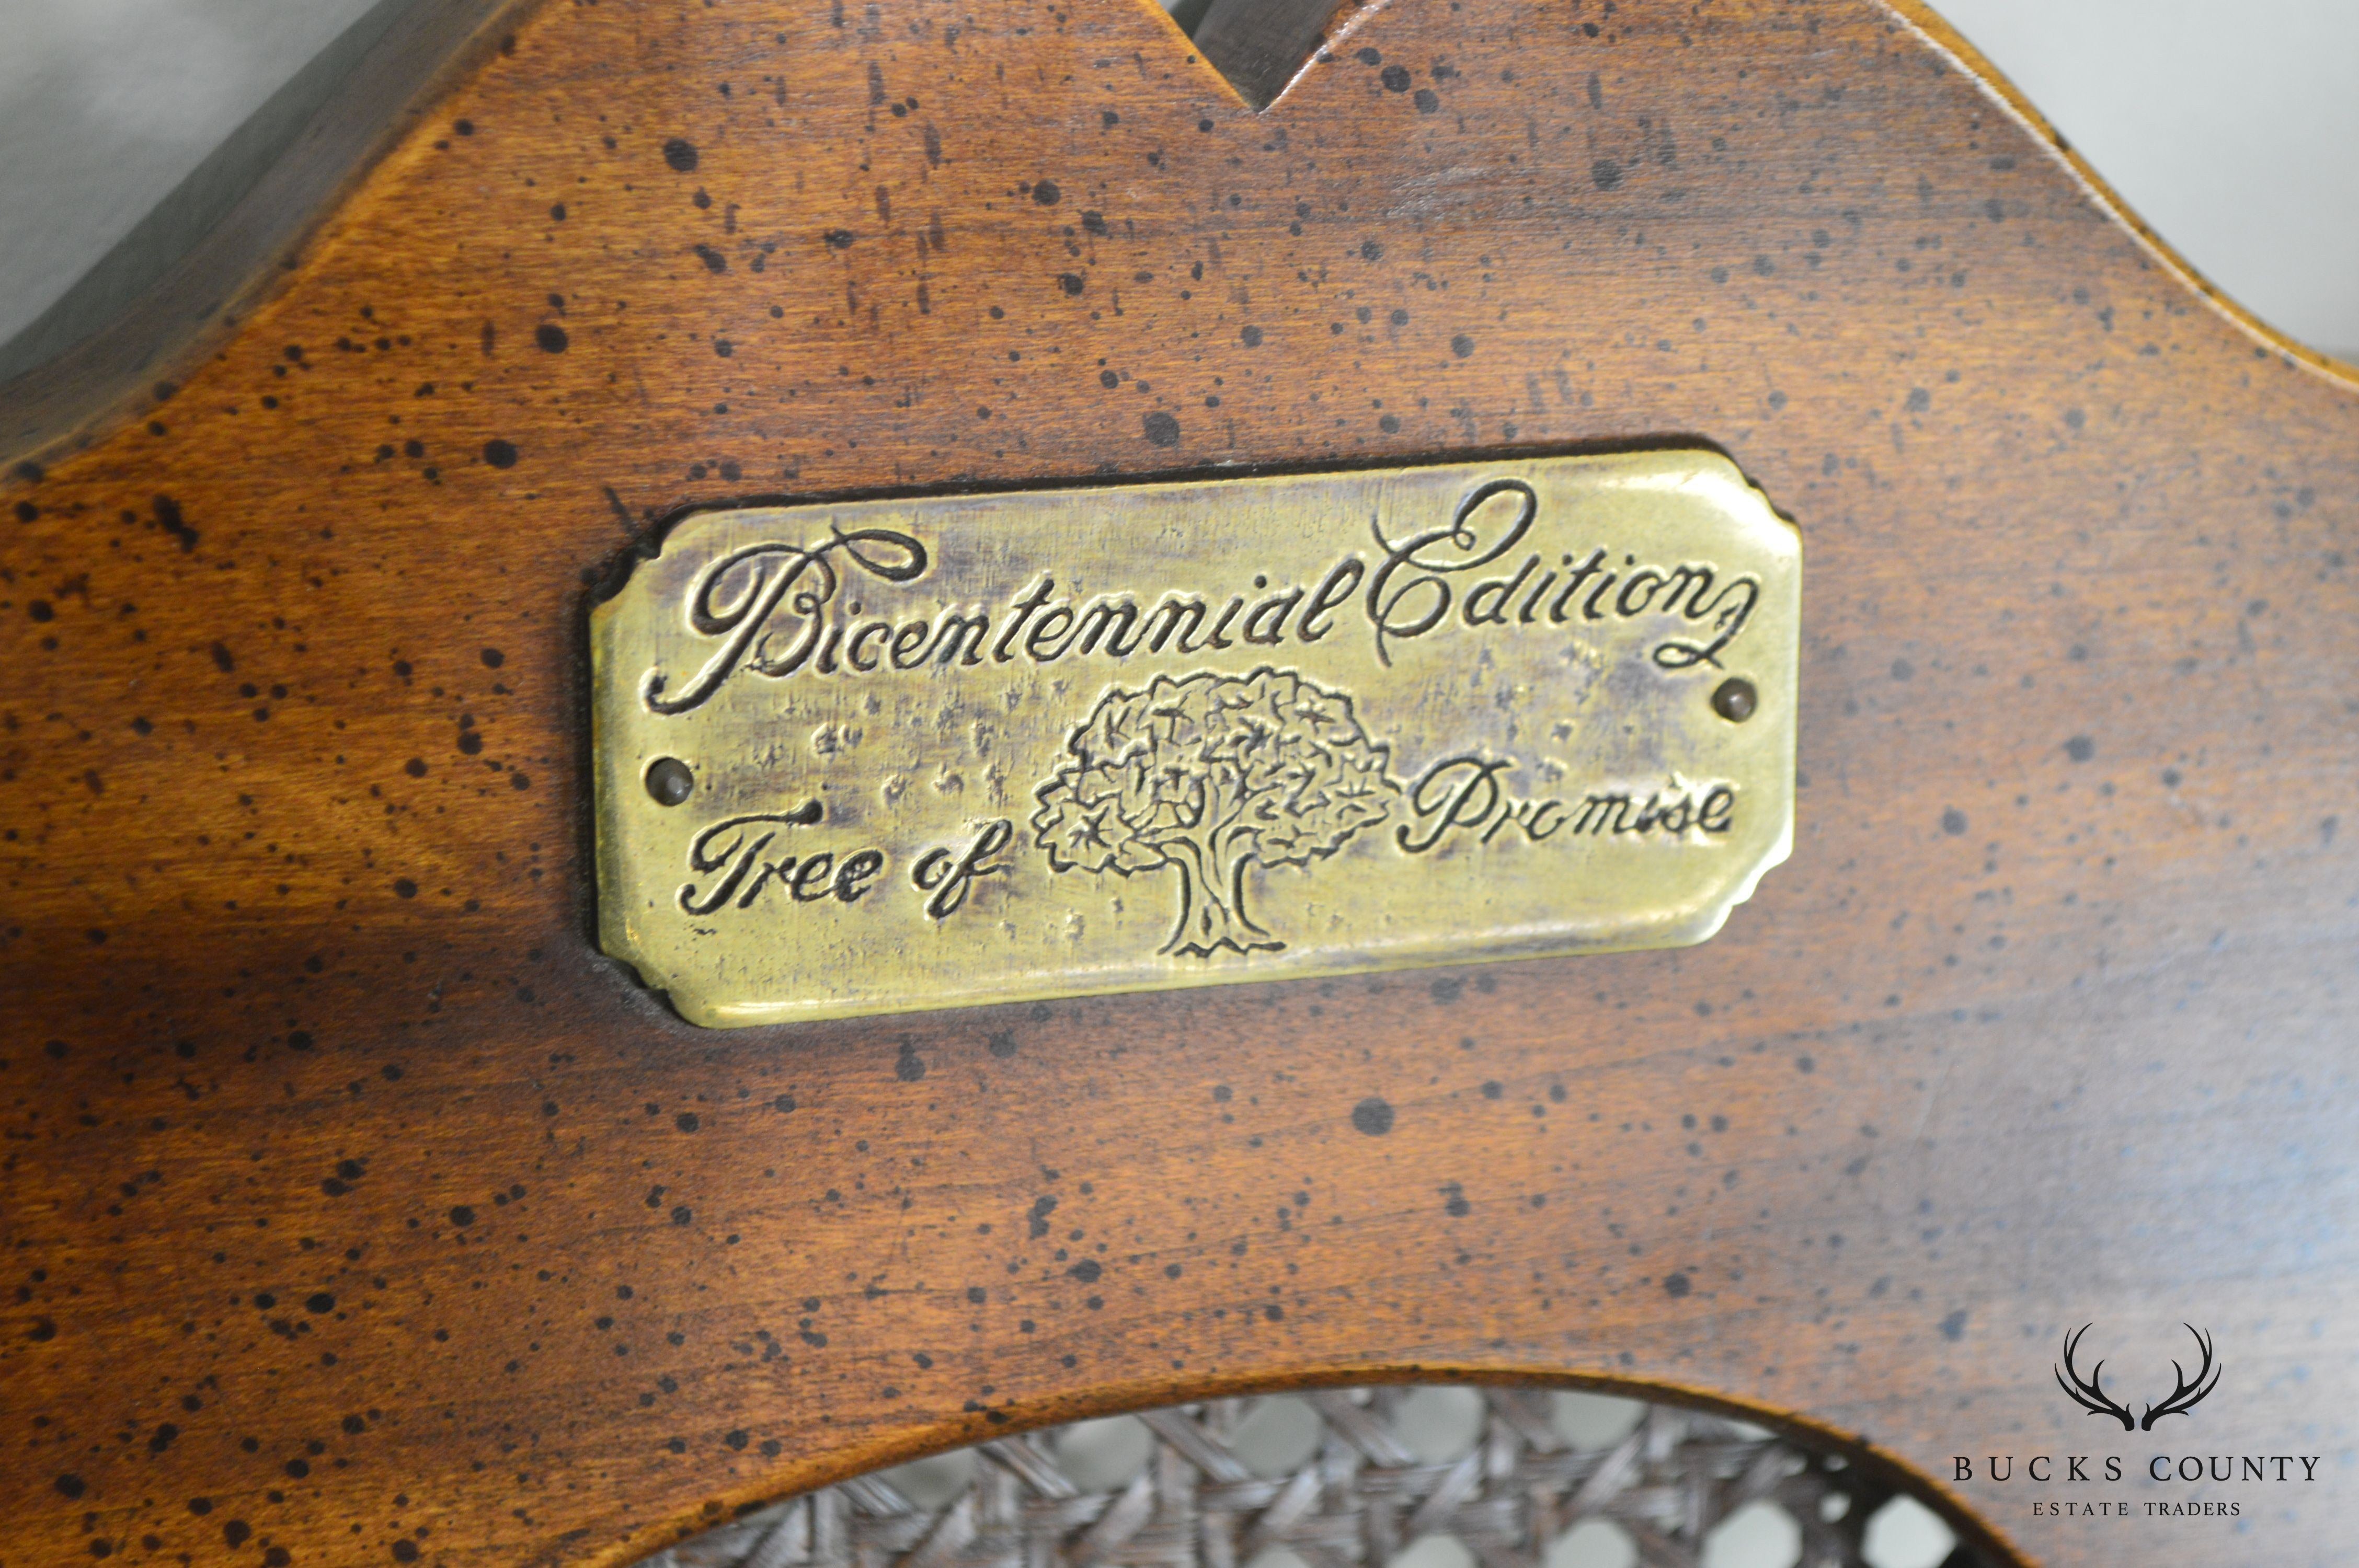 Bicentennial Edition
Tree of Promise
BUCKS COUNTY
ESTATE TRADERS